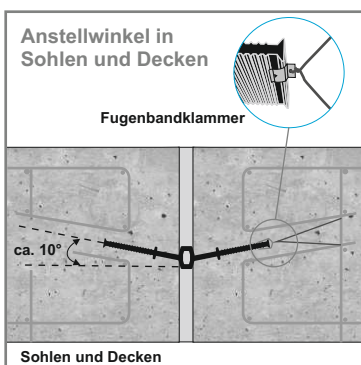 Anstellwinkel in
Sohlen und Decken
Fugenbandklammer
ca. 10°
Sohlen und Decken